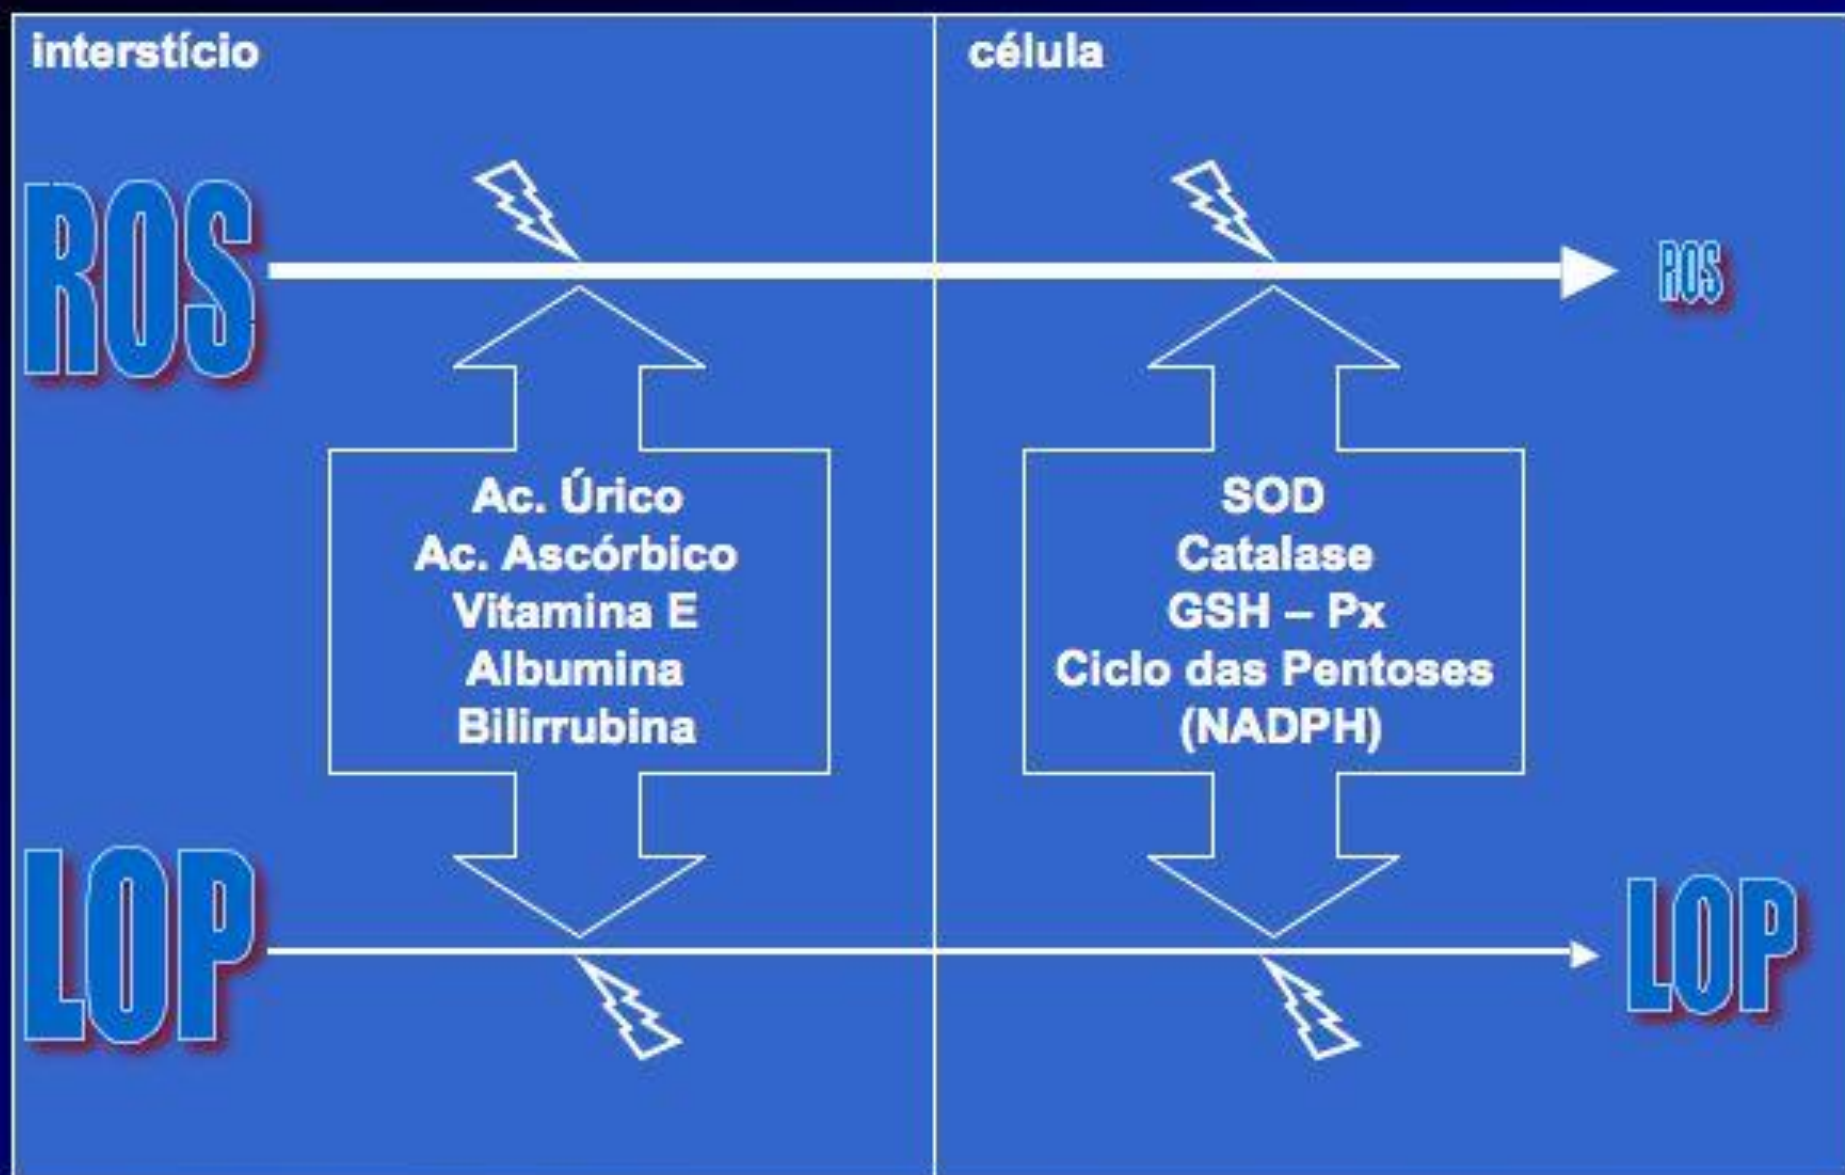 interstício
célula
ROS
ROS
Ac. Úrico
Ac. Ascórbico
Vitamina E
Albumina
Bilirrubina
SOD
Catalase
GSH – Px
Ciclo das Pentoses
(NADPH)
LOP
LOP